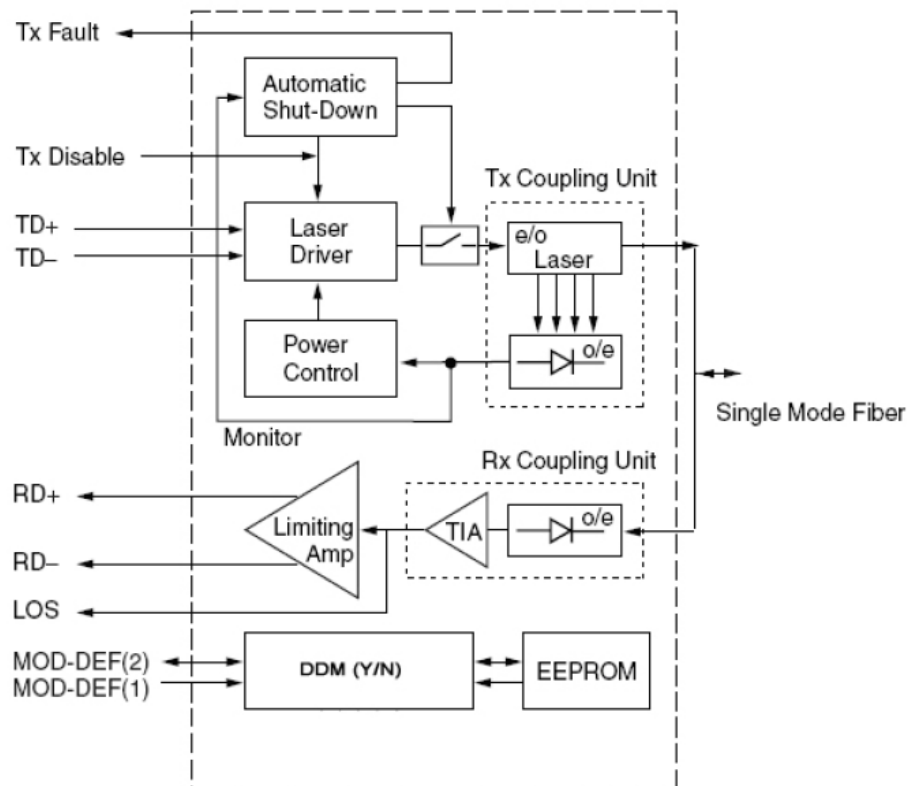 Tx Fault
Automatic
Shut-Down
Tx Disable
Tx Coupling Unit
TD+
TD–
Laser
Driver
e/o
Laser
Power
Control
o/e
Single Mode Fiber
Monitor
Rx Coupling Unit
RD+
RD–
Limiting
Amp
TIA
o/e
LOS
MOD-DEF(2)
MOD-DEF(1)
DDM (Y/N)
EEPROM